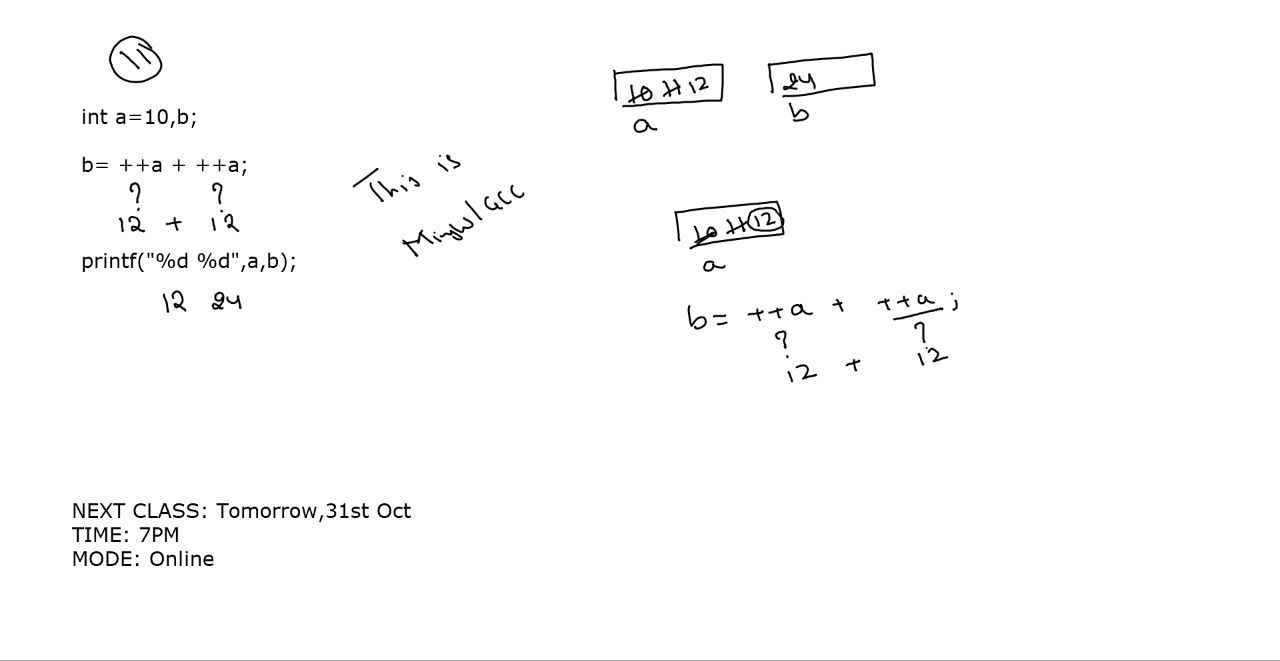 11
10 11 12
24
a
b
int a=10,b;
b= ++a + ++a;
? ?
12 + 12
printf("%d %d",a,b);
12 24
This is
MingW/GCC
10 11 12
a
b= ++a + ++a;
? ?
12 + 12
NEXT CLASS: Tomorrow,31st Oct
TIME: 7PM
MODE: Online